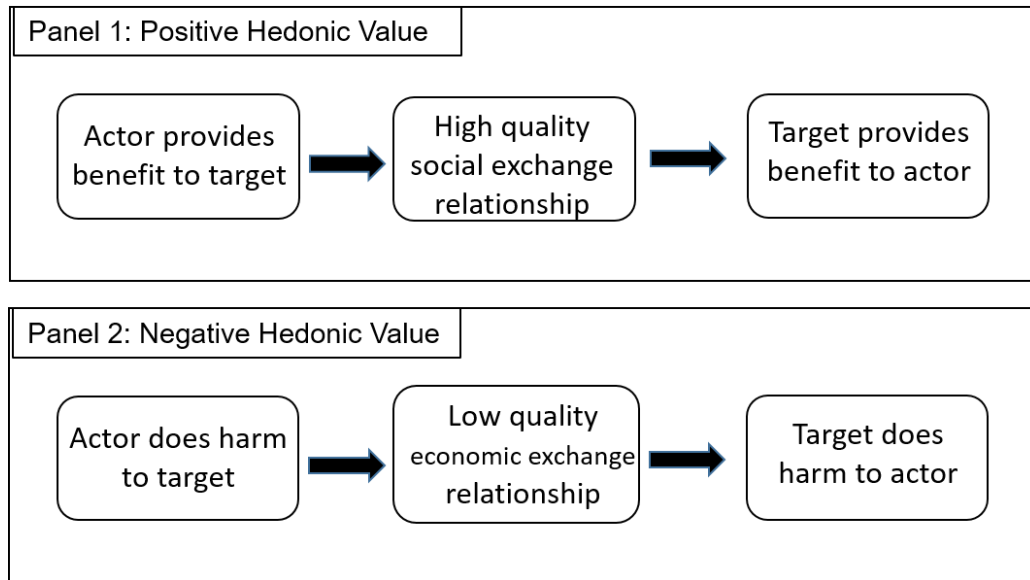 Panel 1: Positive Hedonic Value
Actor provides
benefit to target
High quality
social exchange
relationship
Target provides
benefit to actor
Panel 2: Negative Hedonic Value
Actor does harm
to target
Low quality
economic exchange
relationship
Target does
harm to actor